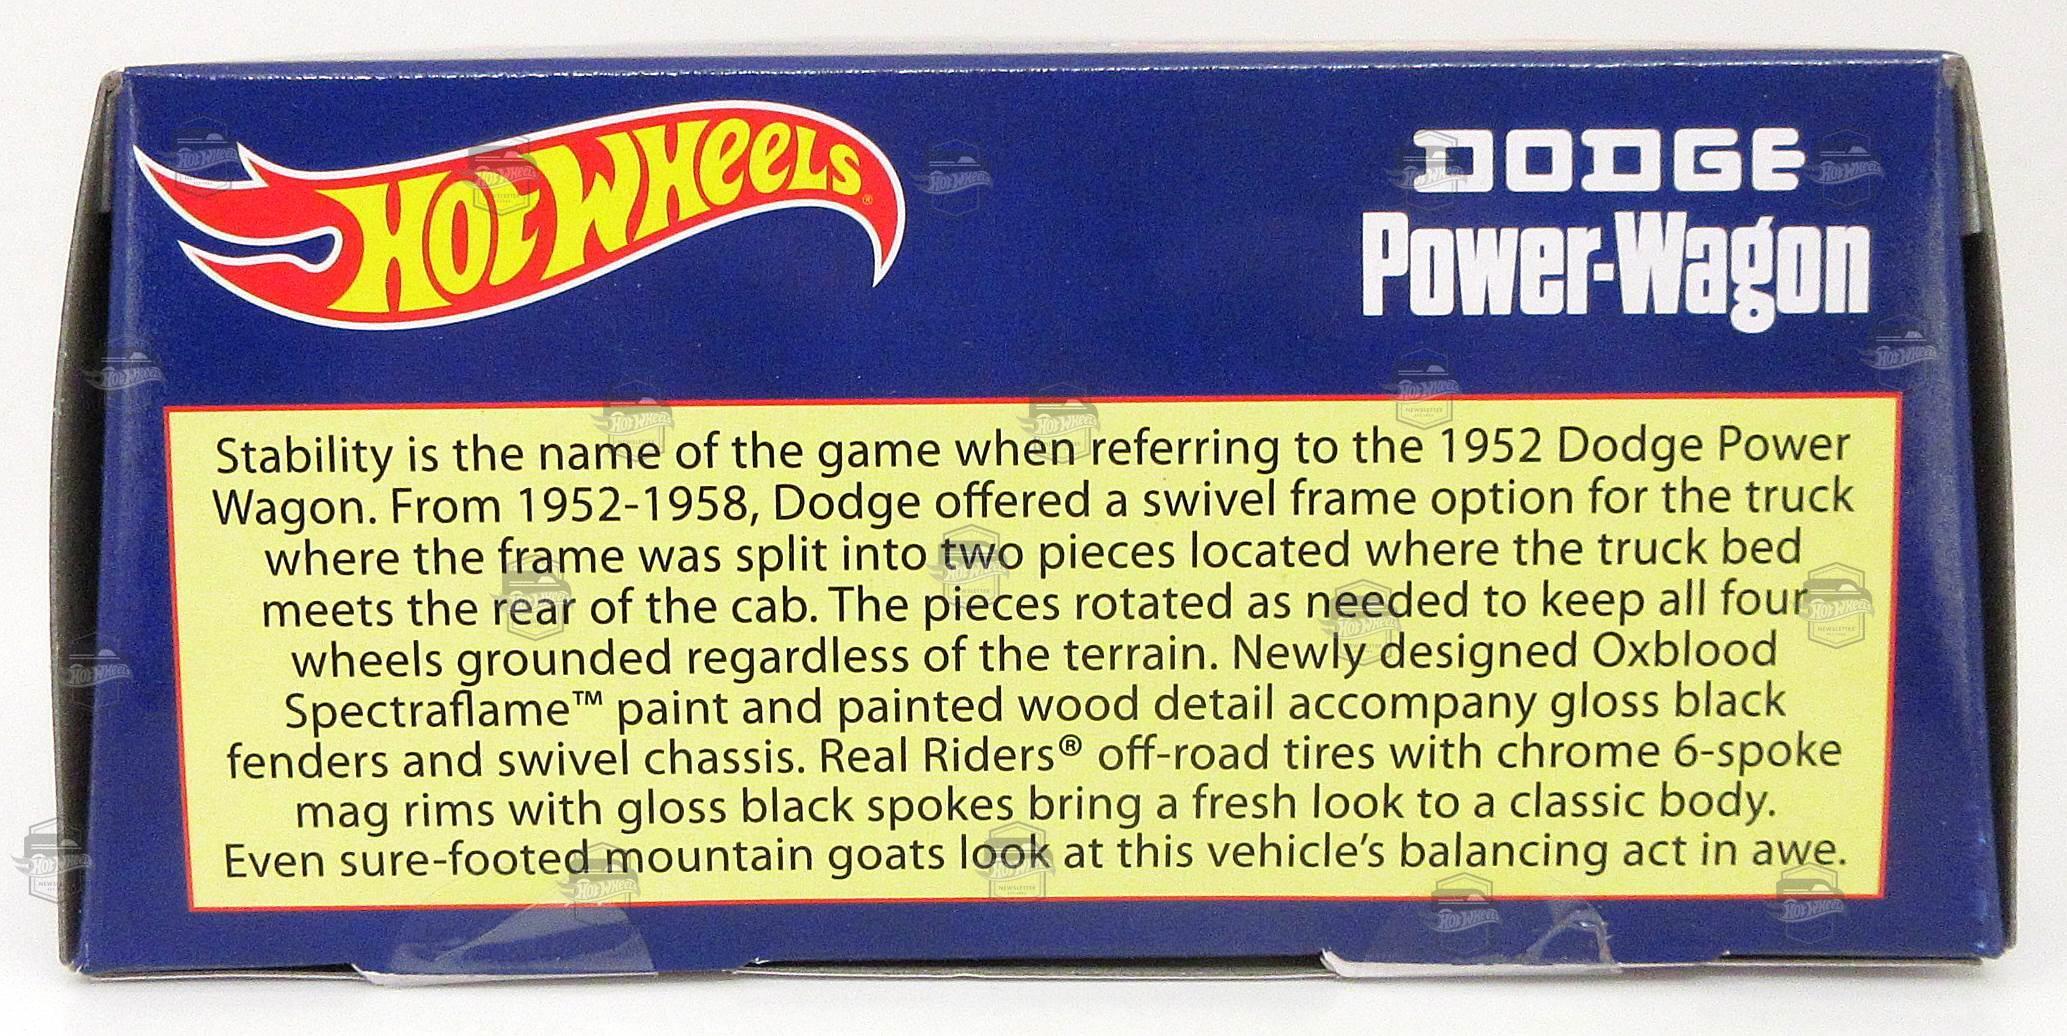 HOT WHEELS®
DODGE
Power-Wagon
Stability is the name of the game when referring to the 1952 Dodge Power
Wagon. From 1952-1958, Dodge offered a swivel frame option for the truck
where the frame was split into two pieces located where the truck bed
meets the rear of the cab. The pieces rotated as needed to keep all four
wheels grounded regardless of the terrain. Newly designed Oxblood
Spectraflame™ paint and painted wood detail accompany gloss black
fenders and swivel chassis. Real Riders® off-road tires with chrome 6-spoke
mag rims with gloss black spokes bring a fresh look to a classic body.
Even sure-footed mountain goats look at this vehicle's balancing act in awe.